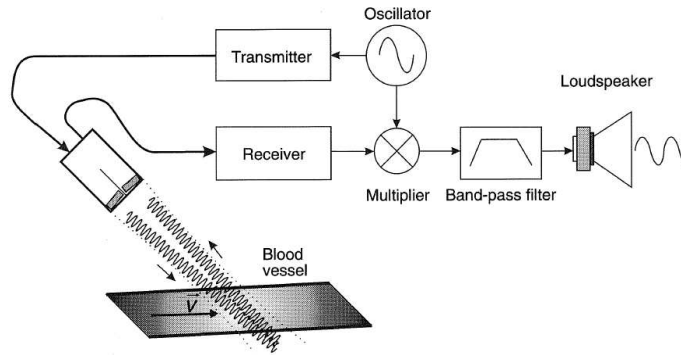 Oscillator
Transmitter
Loudspeaker
Receiver
Multiplier
Band-pass filter
Blood
vessel
V